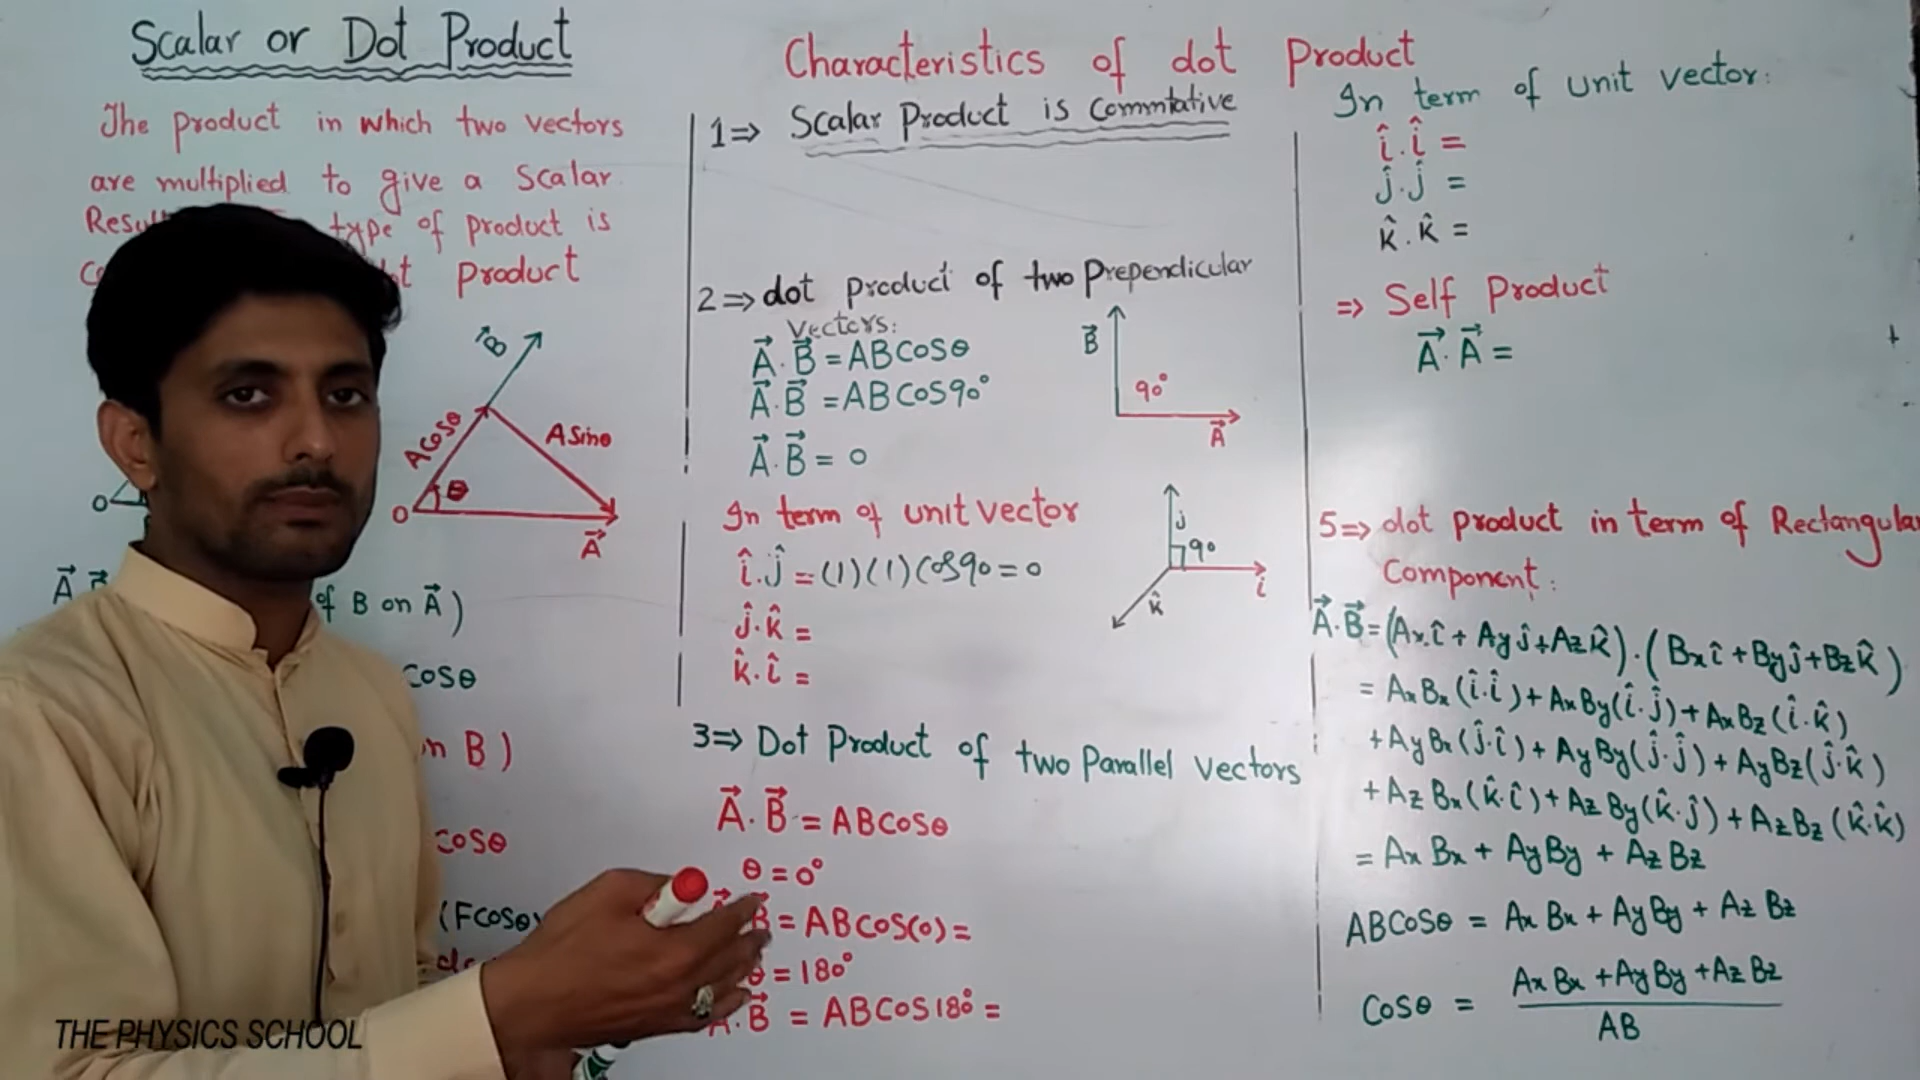 Scalar or Dot Product
The product in which two vectors
are multiplied to give a Scalar
type of product is
product
B⃗
ACosθ
ASinθ
θ
O
A⃗
O
of B on A⃗)
cosθ
on B)
cosθ
(FCosθ)
Characteristics of dot product
1⇒ Scalar Product is Commtative
2⇒ dot product of two Prependicular
Vectors:
A⃗.B⃗ = ABCosθ
A⃗.B⃗ = ABCos90°
A⃗.B⃗ = 0
B⃗
90°
A⃗
In term of unit vector
î.ĵ = (1)(1)Cos90 = 0
ĵ.k̂ =
k̂.î =
j
90
i
k̂
3⇒ Dot Product of two Parallel vectors
A⃗.B⃗ = ABCosθ
θ = 0°
B⃗ = ABCos(0) =
θ = 180°
A⃗.B⃗ = ABCos180° =
In term of unit vector:
î.î =
ĵ.ĵ =
k̂.k̂ =
⇒ Self Product
A⃗.A⃗ =
5⇒ dot product in term of Rectangular
Component:
A⃗.B⃗ = (Axî + Ayĵ + Azk̂).(Bxî + Byĵ + Bzk̂)
= AxBx(î.î) + AxBy(î.ĵ) + AxBz(î.k̂)
+ AyBx(ĵ.î) + AyBy(ĵ.ĵ) + AyBz(ĵ.k̂)
+ AzBx(k̂.î) + AzBy(k̂.ĵ) + AzBz(k̂.k̂)
= AxBx + AyBy + AzBz
ABCosθ = AxBx + AyBy + AzBz
Cosθ = AxBx + AyBy + AzBz
AB
THE PHYSICS SCHOOL